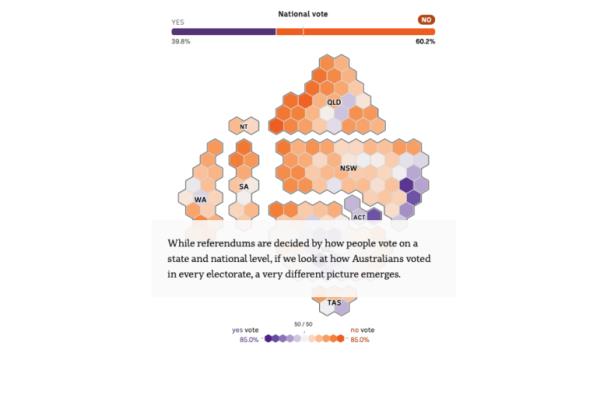 National vote
YES
NO
39.8%
60.2%
QLD
NT
NSW
SA
WA
ACT
While referendums are decided by how people vote on a
state and national level, if we look at how Australians voted
in every electorate, a very different picture emerges.
TAS
50 / 50
yes vote
no vote
85.0%
85.0%